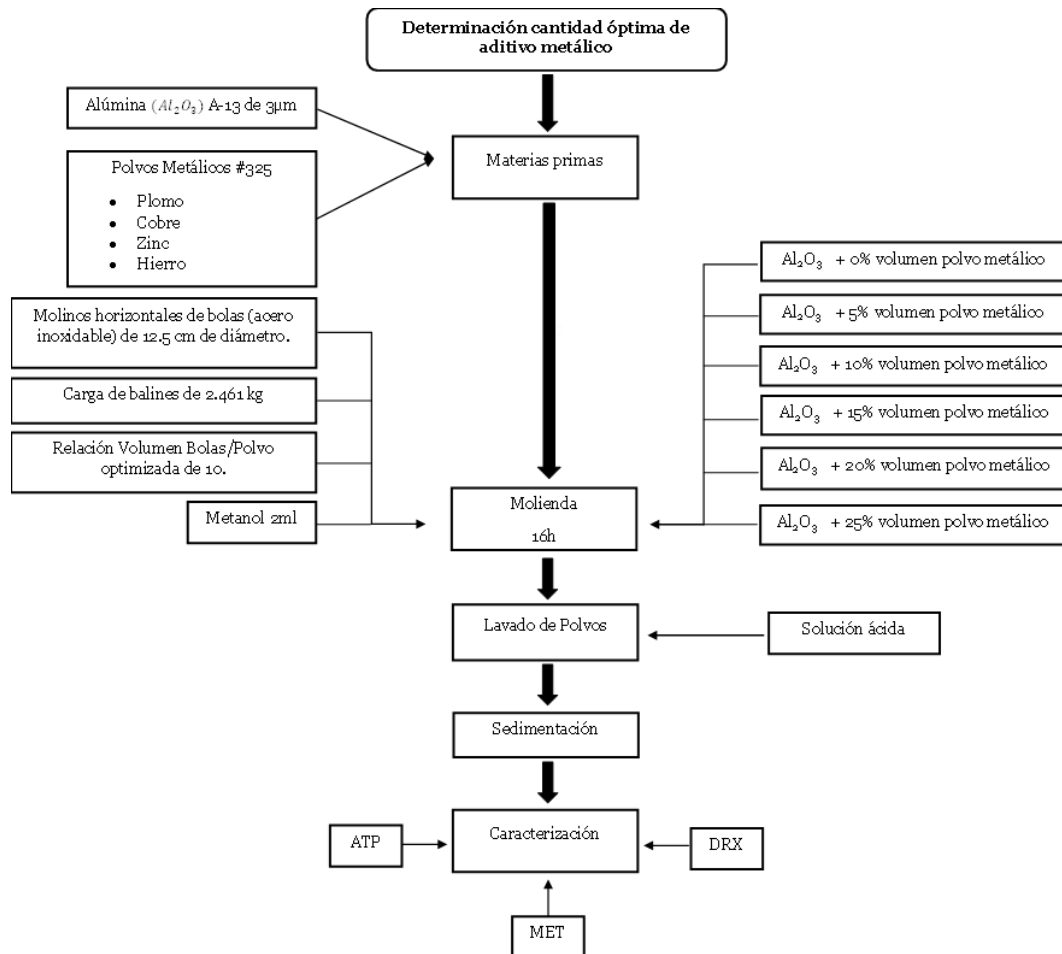 Determinación cantidad óptima de
aditivo metálico
Alúmina (Al₂O₃) A-13 de 3µm
Materias primas
Polvos Metálicos #325
• Plomo
• Cobre
• Zinc
• Hierro
Al₂O₃ + 0% volumen polvo metálico
Al₂O₃ + 5% volumen polvo metálico
Al₂O₃ + 10% volumen polvo metálico
Al₂O₃ + 15% volumen polvo metálico
Al₂O₃ + 20% volumen polvo metálico
Al₂O₃ + 25% volumen polvo metálico
Molinos horizontales de bolas (acero
inoxidable) de 12.5 cm de diámetro.
Carga de balines de 2.461 kg
Relación Volumen Bolas/Polvo
optimizada de 10.
Metanol 2ml
Molienda
16h
Lavado de Polvos
Solución ácida
Sedimentación
Caracterización
ATP
DRX
MET